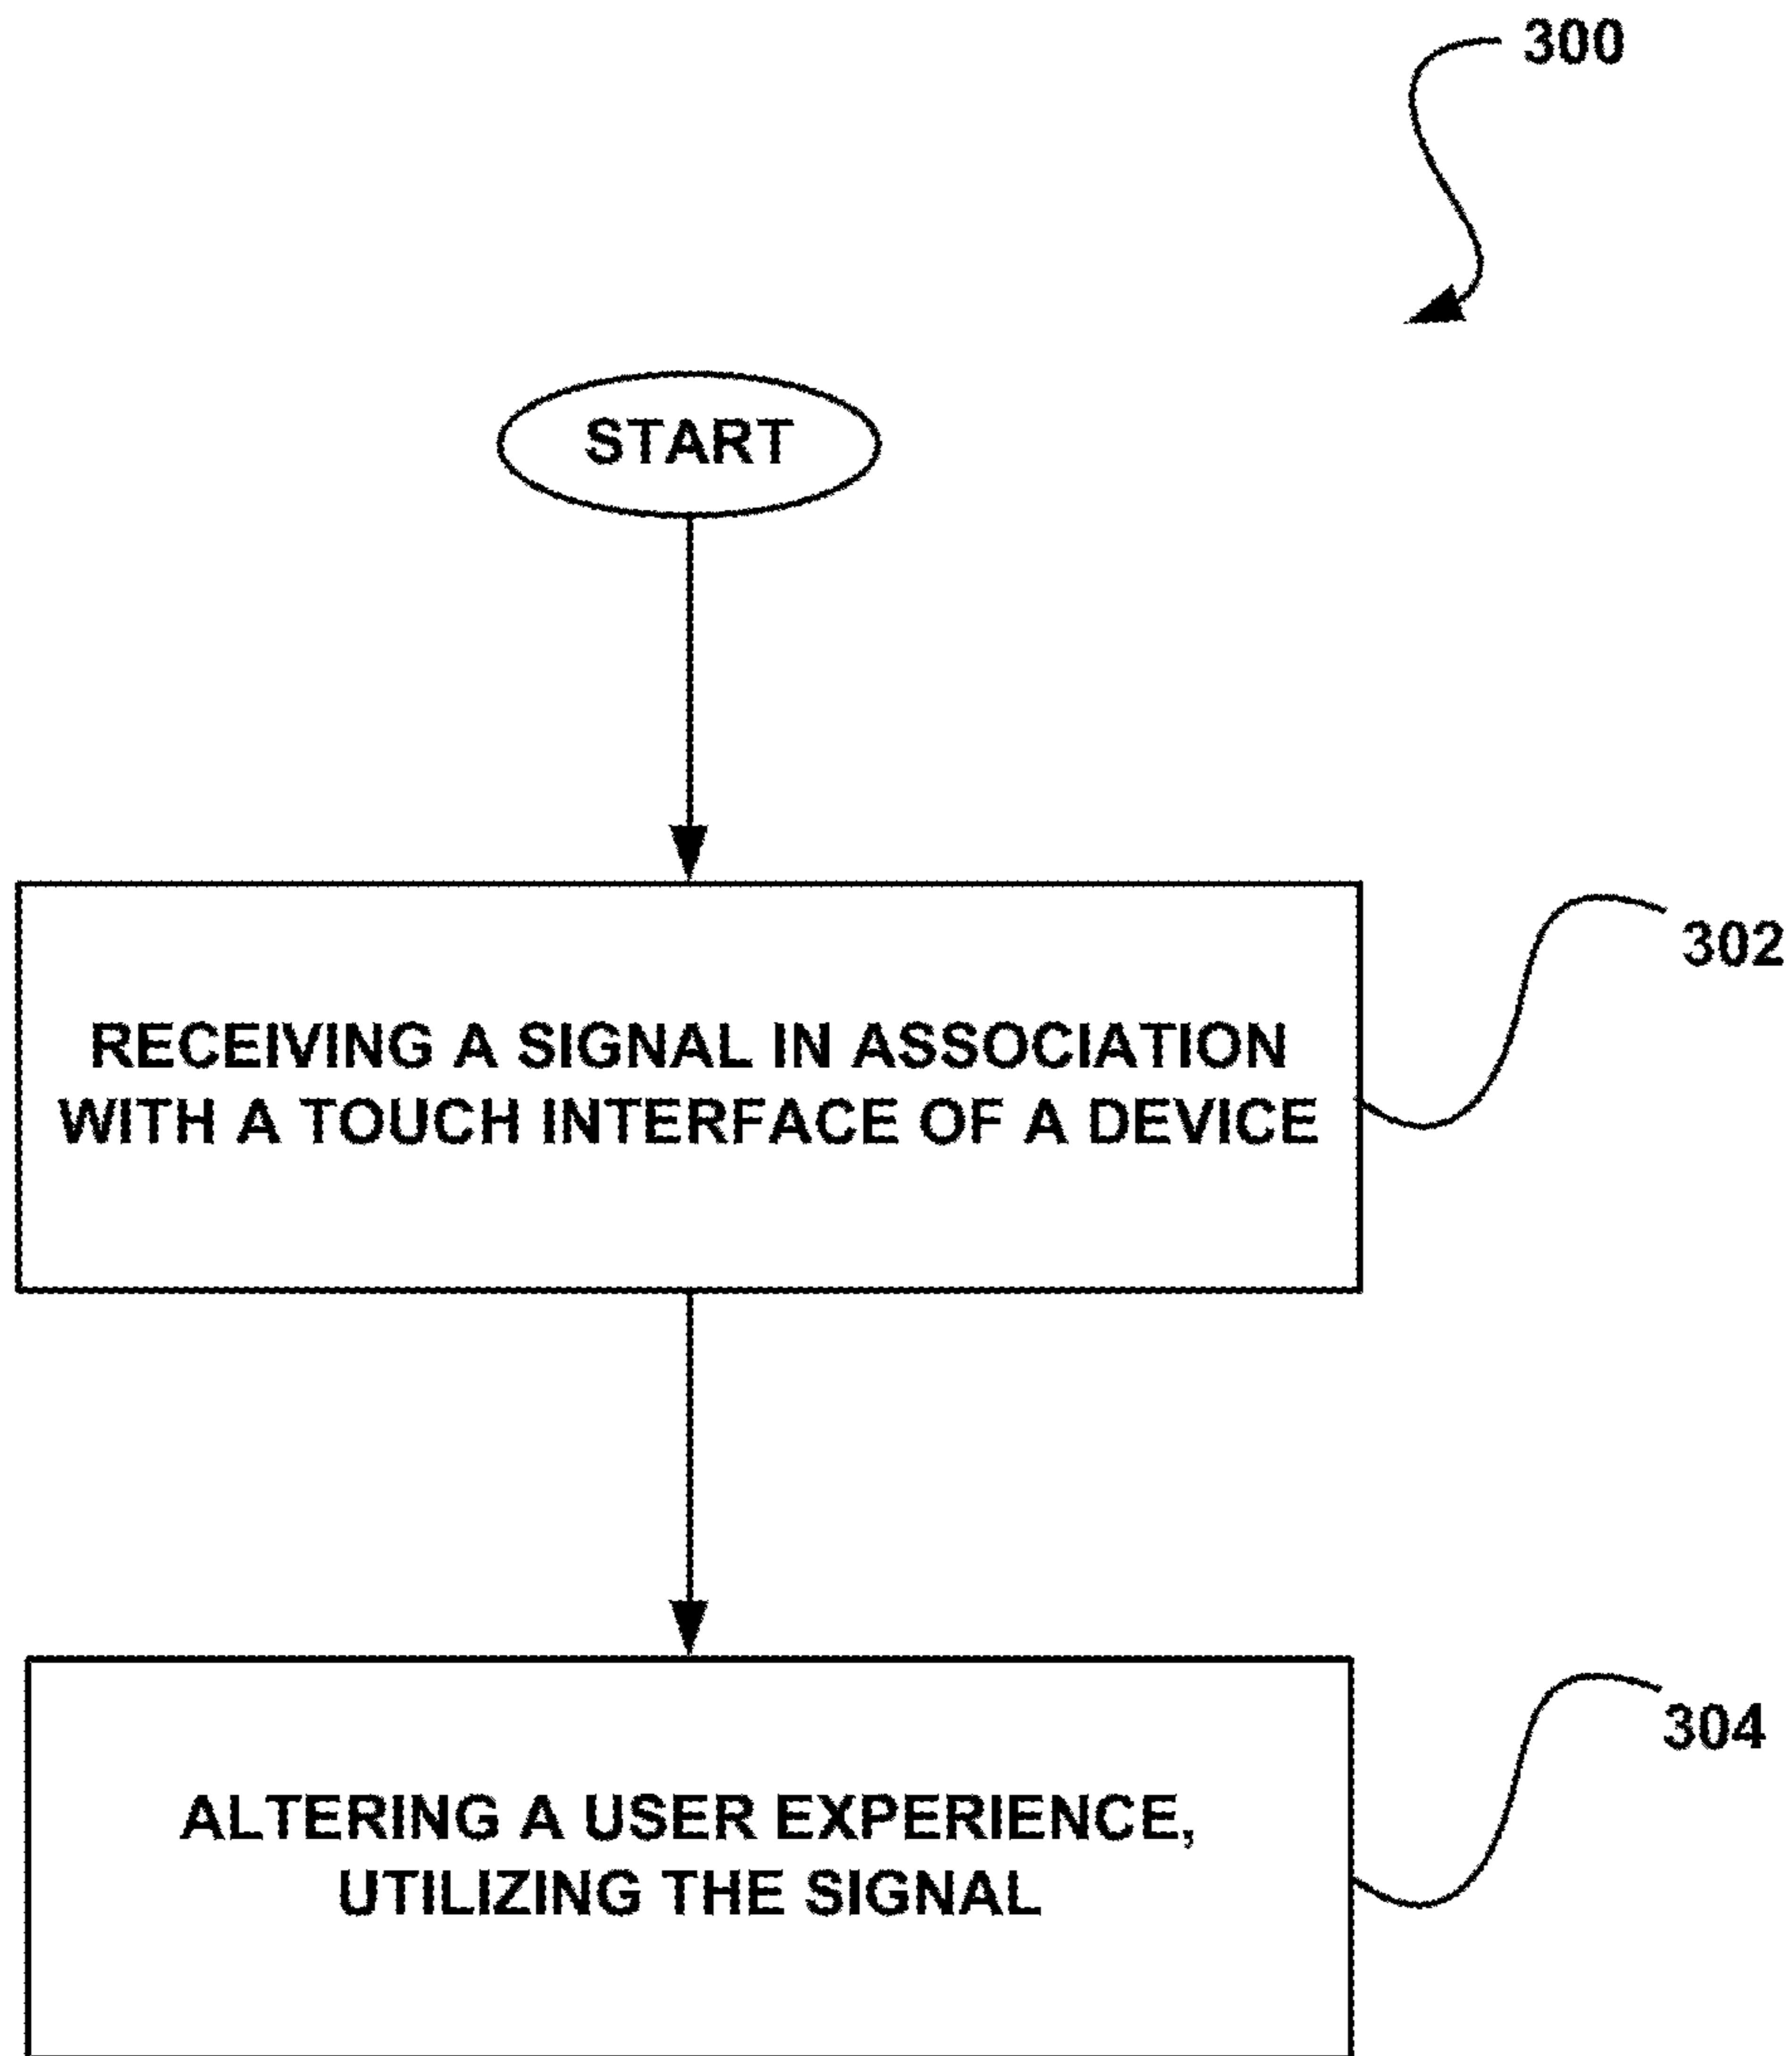 300
START
302
RECEIVING A SIGNAL IN ASSOCIATION
WITH A TOUCH INTERFACE OF A DEVICE
304
ALTERING A USER EXPERIENCE,
UTILIZING THE SIGNAL